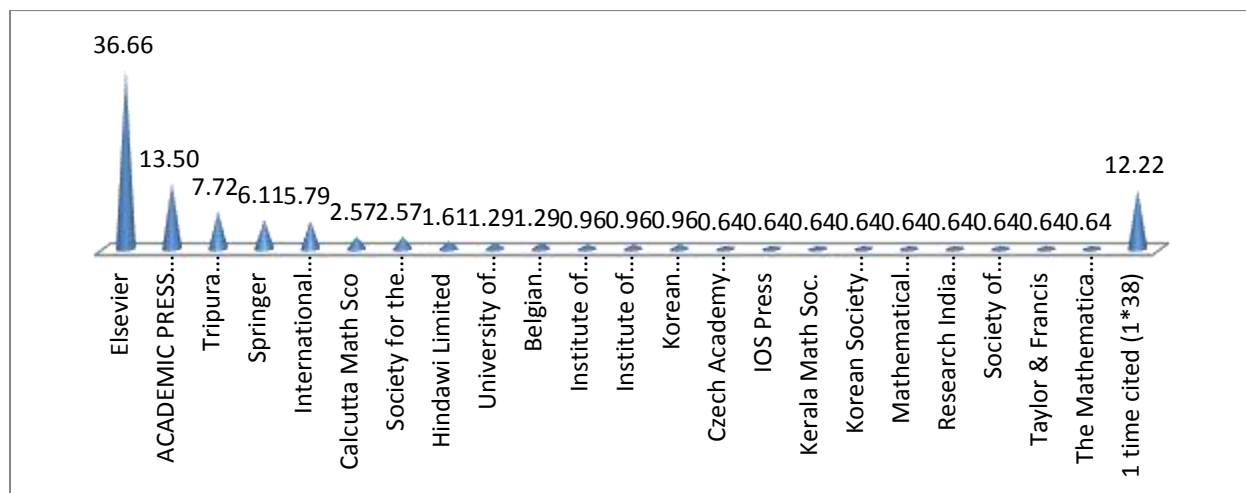 36.66
13.50
7.72
6.11
5.79
2.57
2.57
1.61
1.29
1.29
0.96
0.96
0.96
0.64
0.64
0.64
0.64
0.64
0.64
0.64
0.64
0.64
12.22
Elsevier
ACADEMIC PRESS…
Tripura…
Springer
International…
Calcutta Math Sco
Society for the…
Hindawi Limited
University of…
Belgian…
Institute of…
Institute of…
Korean…
Czech Academy…
IOS Press
Kerala Math Soc.
Korean Society…
Mathematical…
Research India…
Society of…
Taylor & Francis
The Mathematica…
1 time cited (1*38)